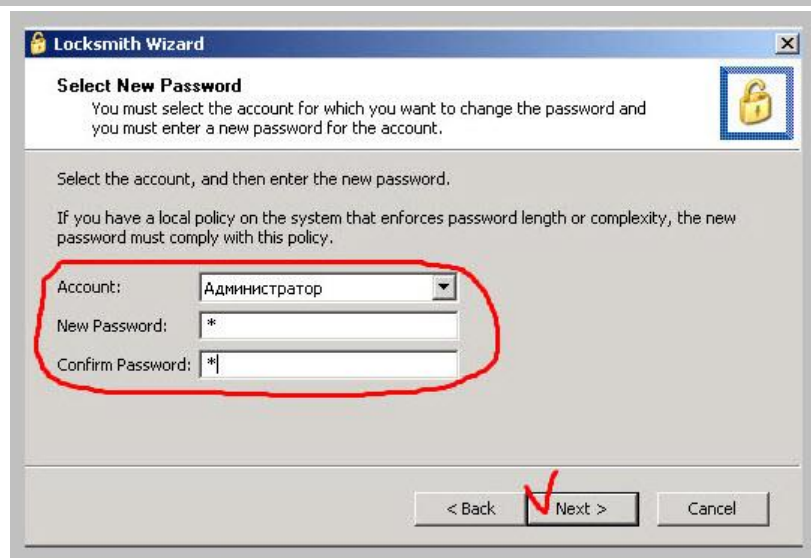 Locksmith Wizard
Select New Password
You must select the account for which you want to change the password and
you must enter a new password for the account.
Select the account, and then enter the new password.
If you have a local policy on the system that enforces password length or complexity, the new
password must comply with this policy.
Account: Администратор
New Password: *
Confirm Password: *
< Back Next > Cancel